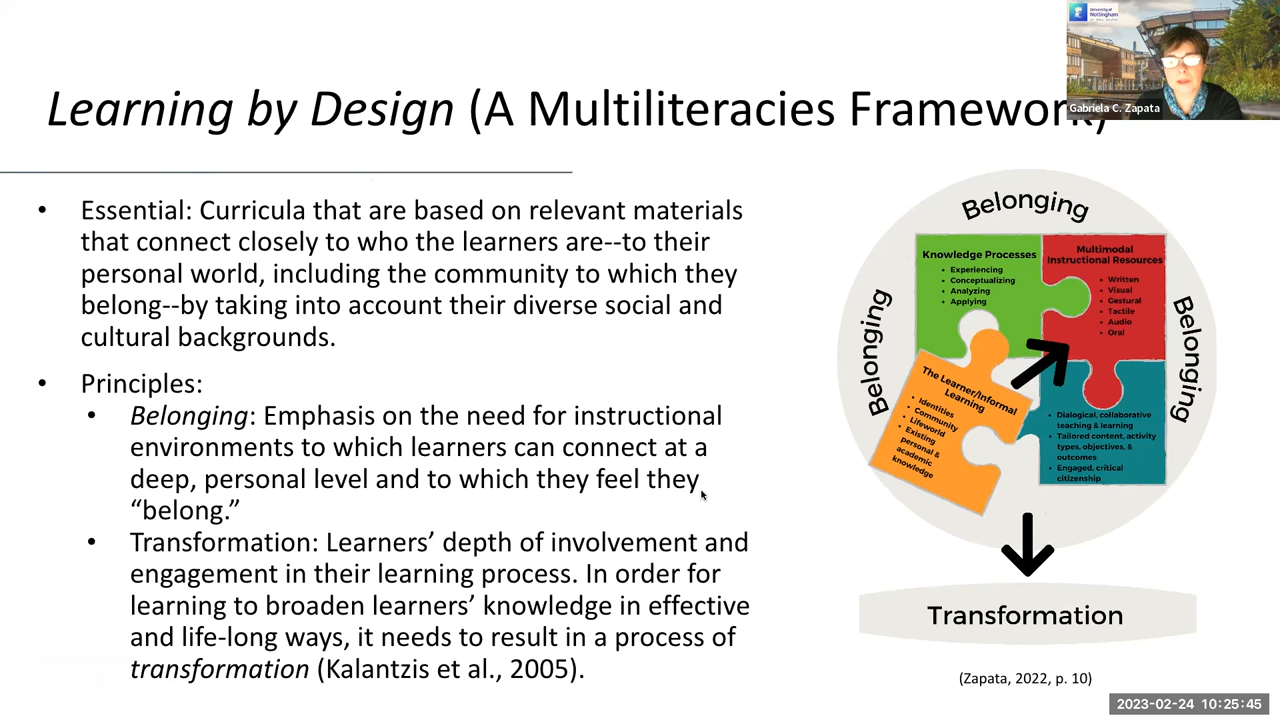 University of
Nottingham
Gabriela C. Zapata
Learning by Design (A Multiliteracies Framework)
• Essential: Curricula that are based on relevant materials
that connect closely to who the learners are--to their
personal world, including the community to which they
belong--by taking into account their diverse social and
cultural backgrounds.
• Principles:
• Belonging: Emphasis on the need for instructional
environments to which learners can connect at a
deep, personal level and to which they feel they
“belong.”
• Transformation: Learners’ depth of involvement and
engagement in their learning process. In order for
learning to broaden learners’ knowledge in effective
and life-long ways, it needs to result in a process of
transformation (Kalantzis et al., 2005).
Belonging
Belonging
Belonging
Knowledge Processes
• Experiencing
• Conceptualizing
• Analyzing
• Applying
Multimodal
Instructional Resources
• Written
• Visual
• Gestural
• Tactile
• Audio
• Oral
The Learner/Informal
Learning
• Identities
• Community
• Lifeworld
• Existing
personal &
academic
knowledge
• Dialogical, collaborative
teaching & learning
• Tailored content, activity
types, objectives, &
outcomes
• Engaged, critical
citizenship
Transformation
(Zapata, 2022, p. 10)
2023-02-24 10:25:45